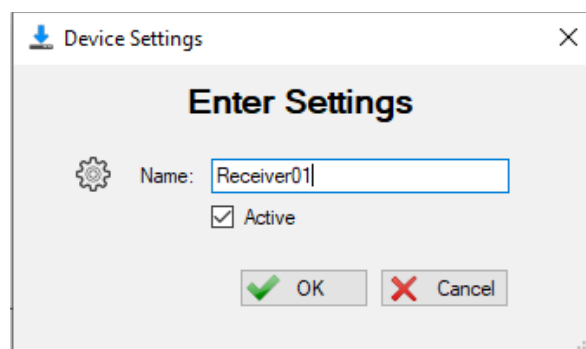 Device Settings
Enter Settings
Name: Receiver01
Active
OK Cancel